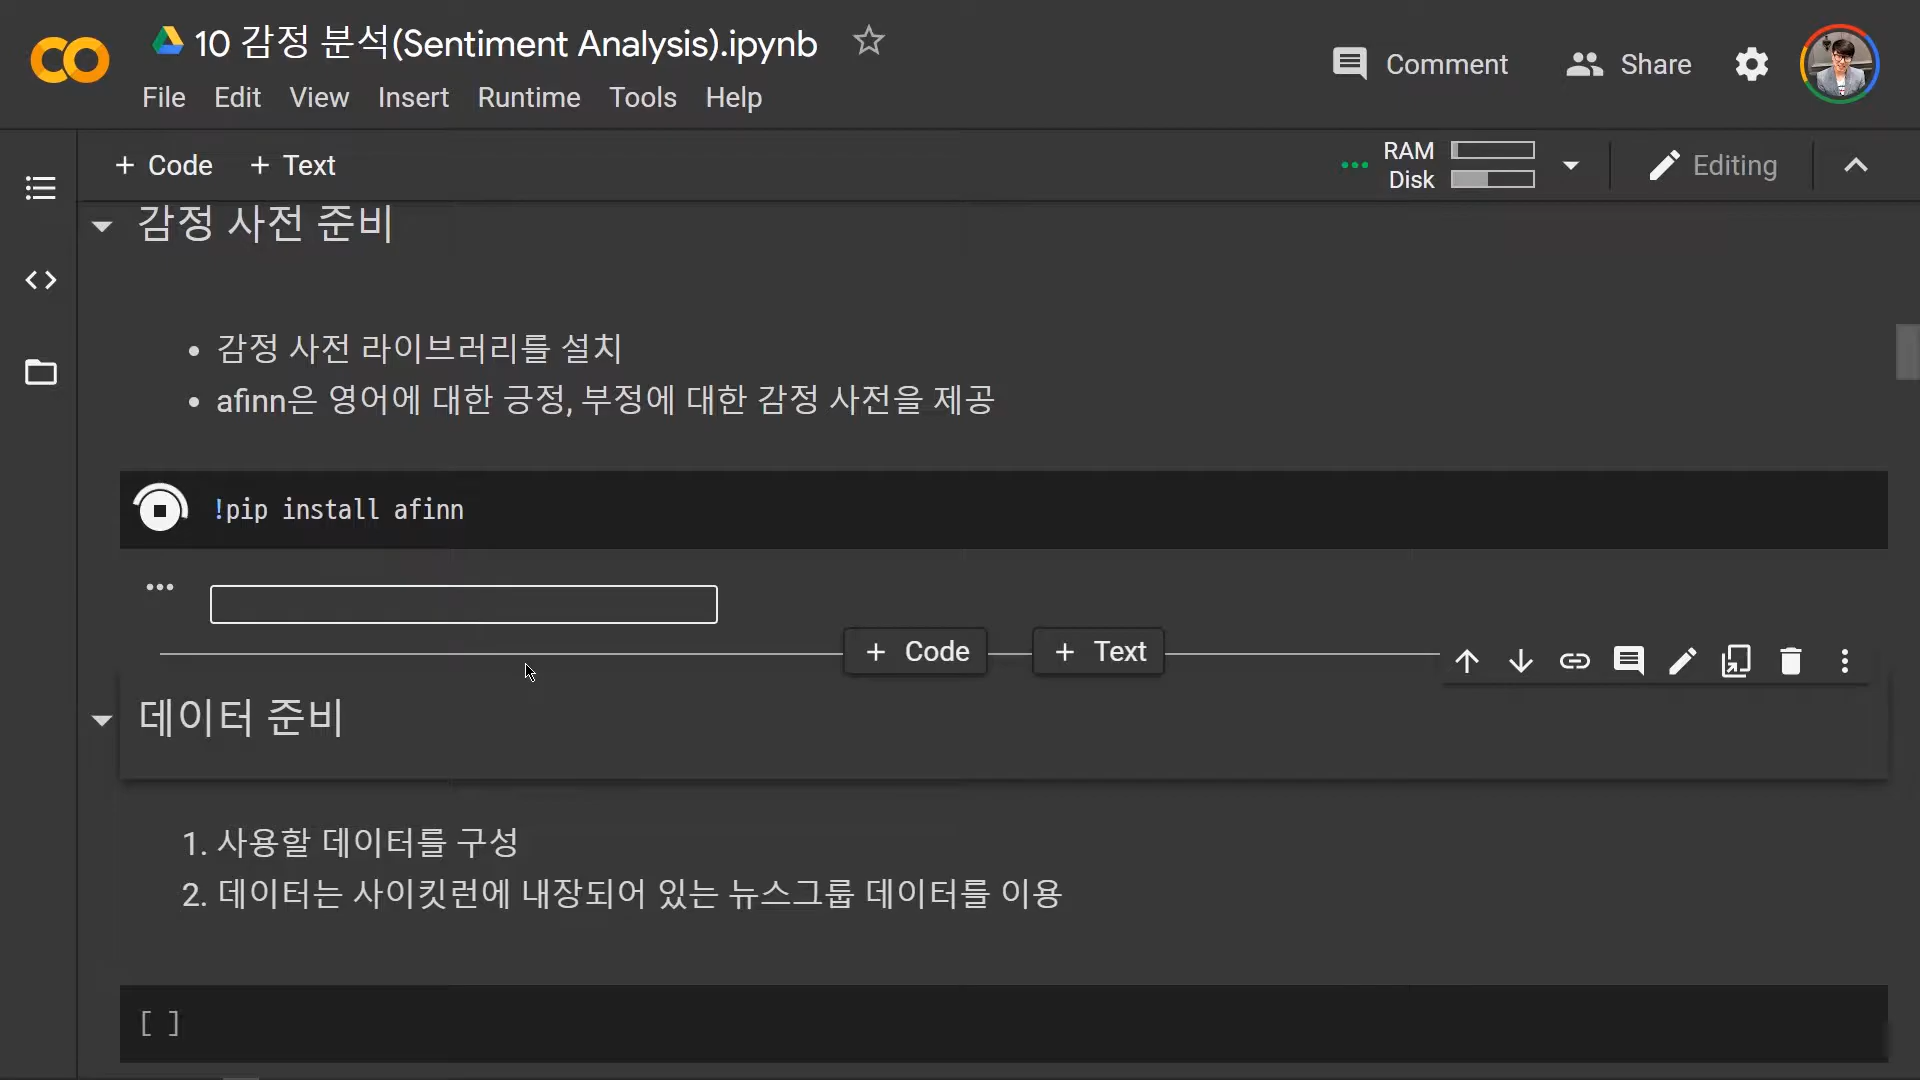 10 감정 분석(Sentiment Analysis).ipynb
Comment
Share
File Edit View Insert Runtime Tools Help
+ Code + Text
RAM
Disk
Editing
감정 사전 준비
• 감정 사전 라이브러리를 설치
• afinn은 영어에 대한 긍정, 부정에 대한 감정 사전을 제공
!pip install afinn
+ Code + Text
데이터 준비
1. 사용할 데이터를 구성
2. 데이터는 사이킷런에 내장되어 있는 뉴스그룹 데이터를 이용
[ ]